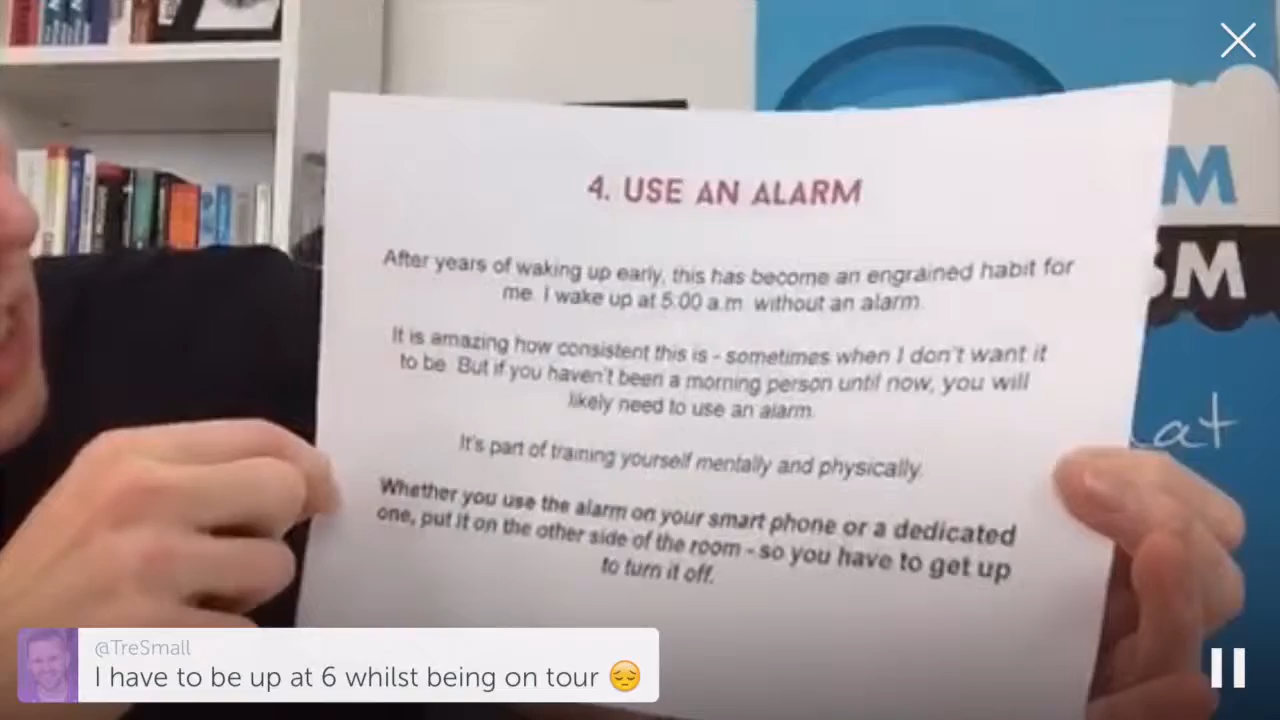 4. USE AN ALARM
After years of waking up early, this has become an engrained habit for
me. I wake up at 5:00 a.m. without an alarm.
It is amazing how consistent this is - sometimes when I don't want it
to be. But if you haven't been a morning person until now, you will
likely need to use an alarm.
It's part of training yourself mentally and physically.
Whether you use the alarm on your smart phone or a dedicated
one, put it on the other side of the room - so you have to get up
to turn it off.
M
SM
at
@TreSmall
I have to be up at 6 whilst being on tour 😔